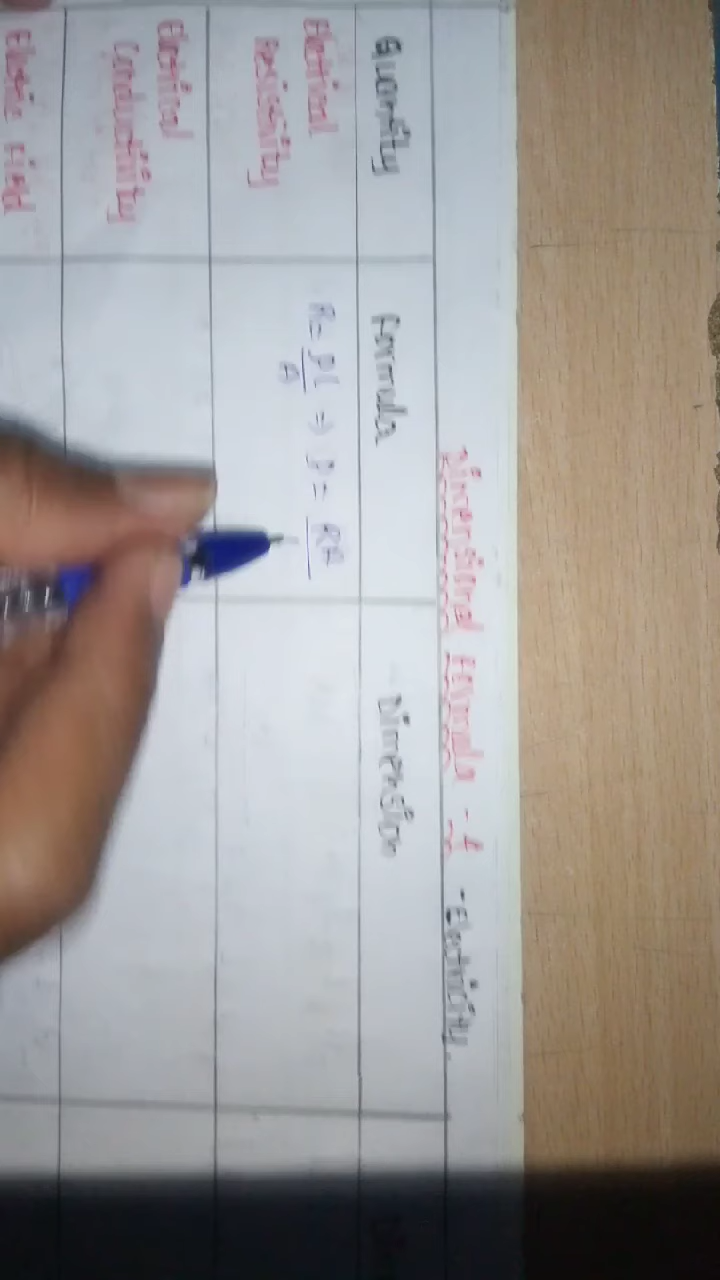 Dimensional Formula - 4 - Electricity.
Quantity Formula Dimension
Electrical Resistivity
R = ρl/A ⇒ ρ = RA
Electrical Conductivity
Electric Field